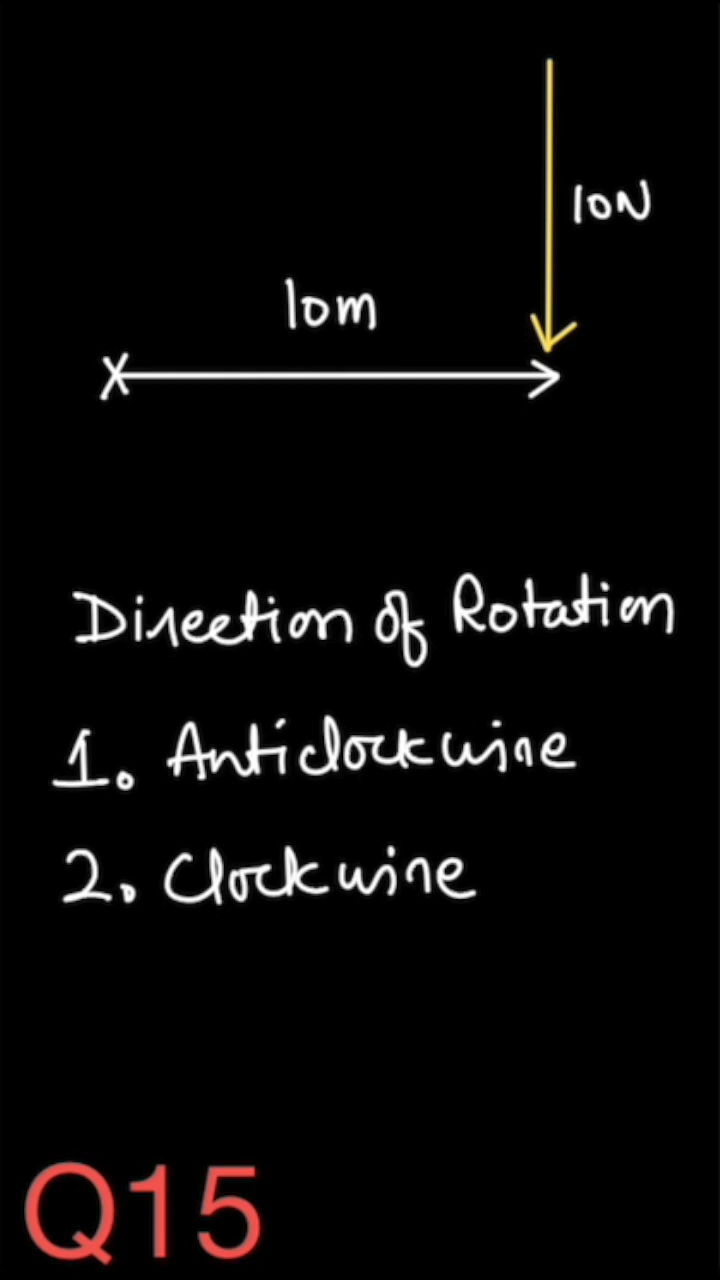 10N
10m
X
Direction of Rotation
1. Anticlockwise
2. Clockwise
Q15